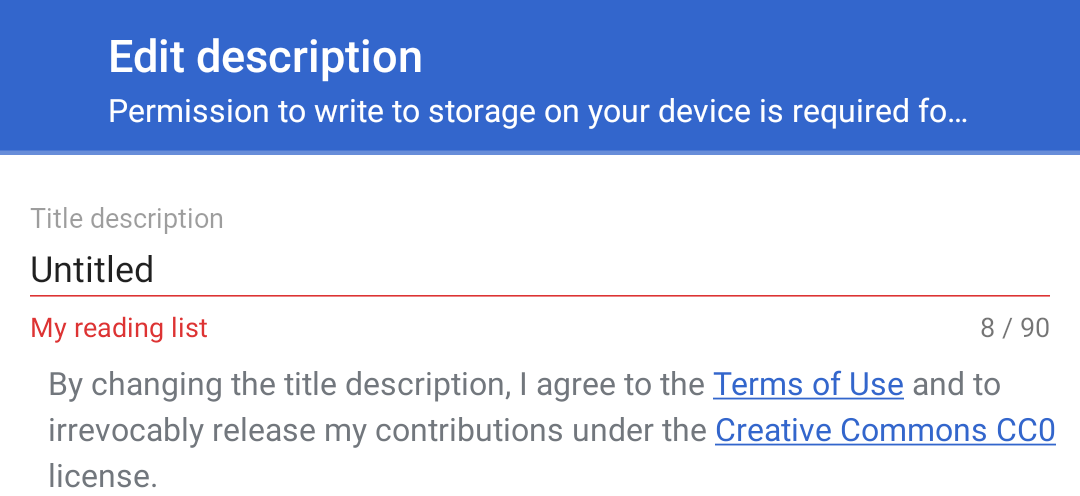 Edit description
Permission to write to storage on your device is required fo...
Title description
Untitled
My reading list
8 / 90
By changing the title description, I agree to the Terms of Use and to
irrevocably release my contributions under the Creative Commons CC0
license.